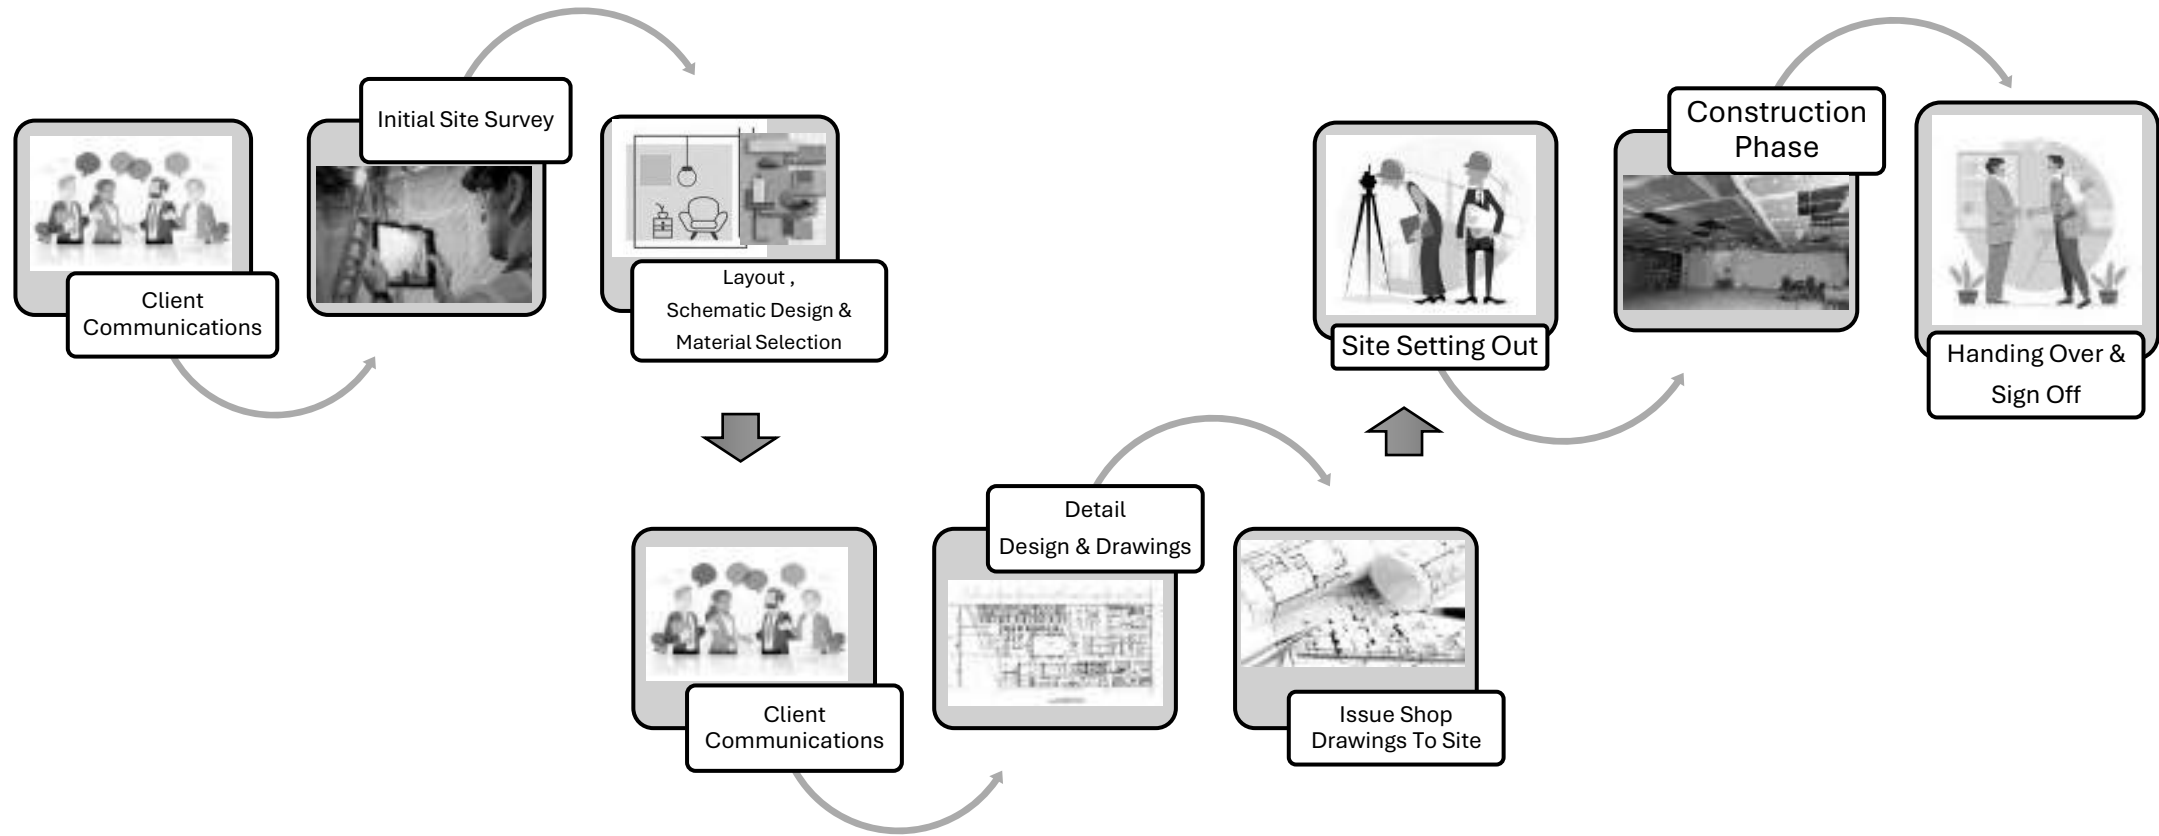 Client
Communications
Initial Site Survey
Layout ,
Schematic Design &
Material Selection
Client
Communications
Detail
Design & Drawings
Issue Shop
Drawings To Site
Site Setting Out
Construction
Phase
Handing Over &
Sign Off